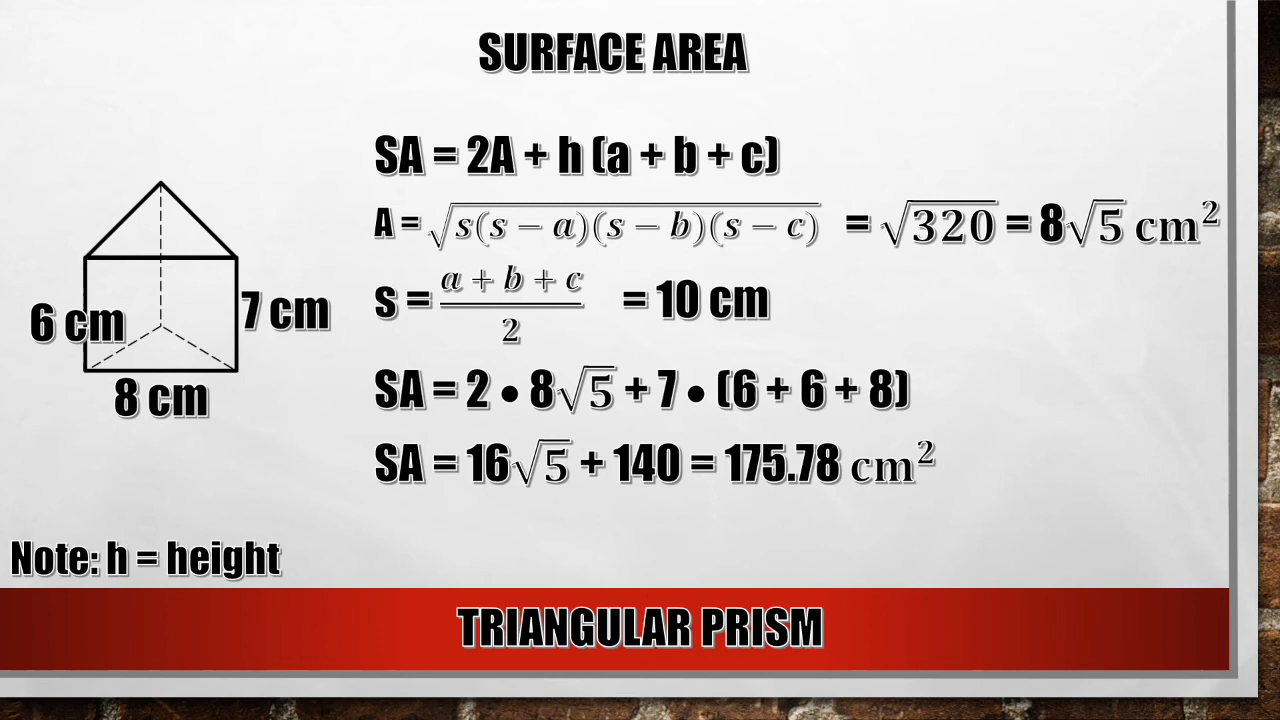 SURFACE AREA
SA = 2A + h (a + b + c)
A = √s(s − a)(s − b)(s − c) = √320 = 8√5 cm²
s = a + b + c / 2 = 10 cm
6 cm
7 cm
8 cm
SA = 2 • 8√5 + 7 • (6 + 6 + 8)
SA = 16√5 + 140 = 175.78 cm²
Note: h = height
TRIANGULAR PRISM